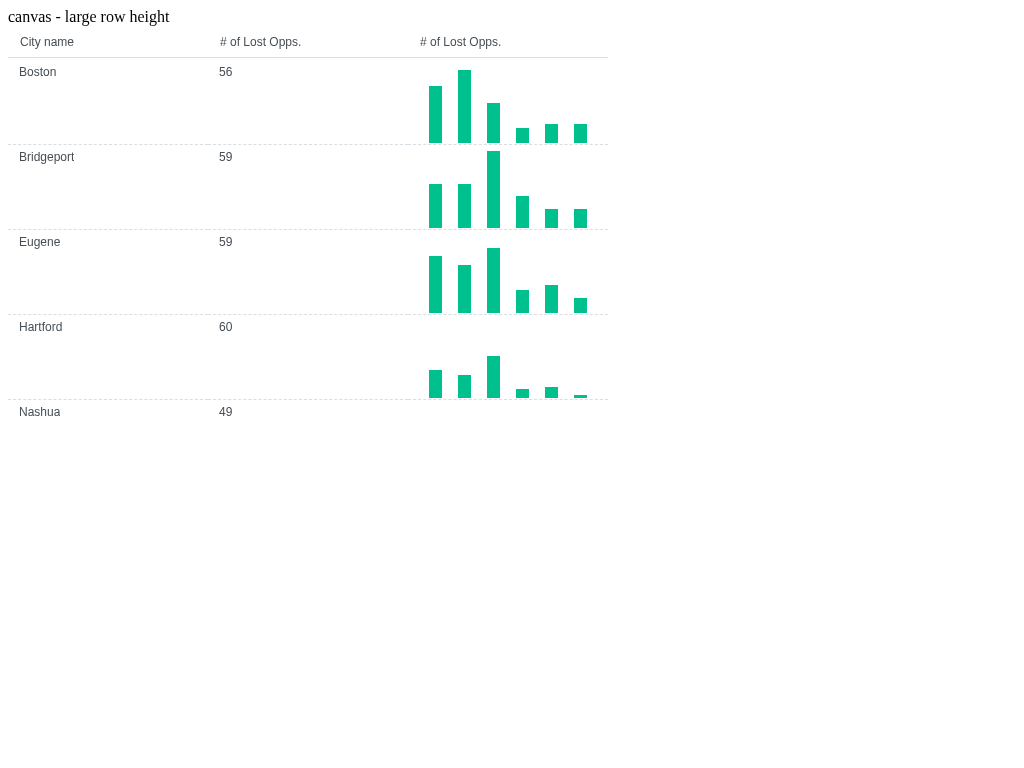 canvas - large row height
City name # of Lost Opps. # of Lost Opps.
Boston 56
Bridgeport 59
Eugene 59
Hartford 60
Nashua 49